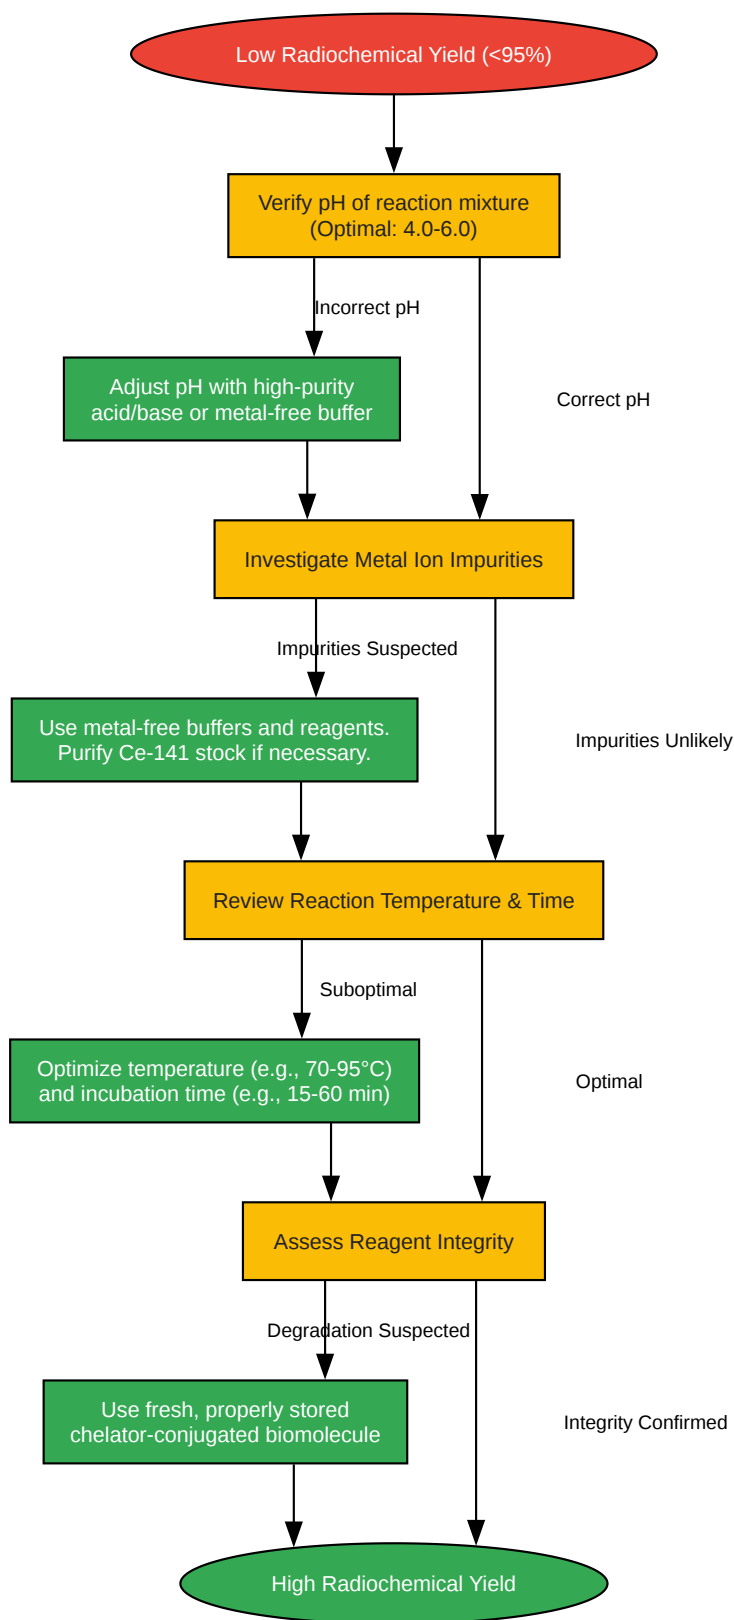 Low Radiochemical Yield (<95%)
Verify pH of reaction mixture
(Optimal: 4.0-6.0)
Incorrect pH
Adjust pH with high-purity
acid/base or metal-free buffer
Correct pH
Investigate Metal Ion Impurities
Impurities Suspected
Use metal-free buffers and reagents.
Purify Ce-141 stock if necessary.
Impurities Unlikely
Review Reaction Temperature & Time
Suboptimal
Optimize temperature (e.g., 70-95°C)
and incubation time (e.g., 15-60 min)
Optimal
Assess Reagent Integrity
Degradation Suspected
Use fresh, properly stored
chelator-conjugated biomolecule
Integrity Confirmed
High Radiochemical Yield